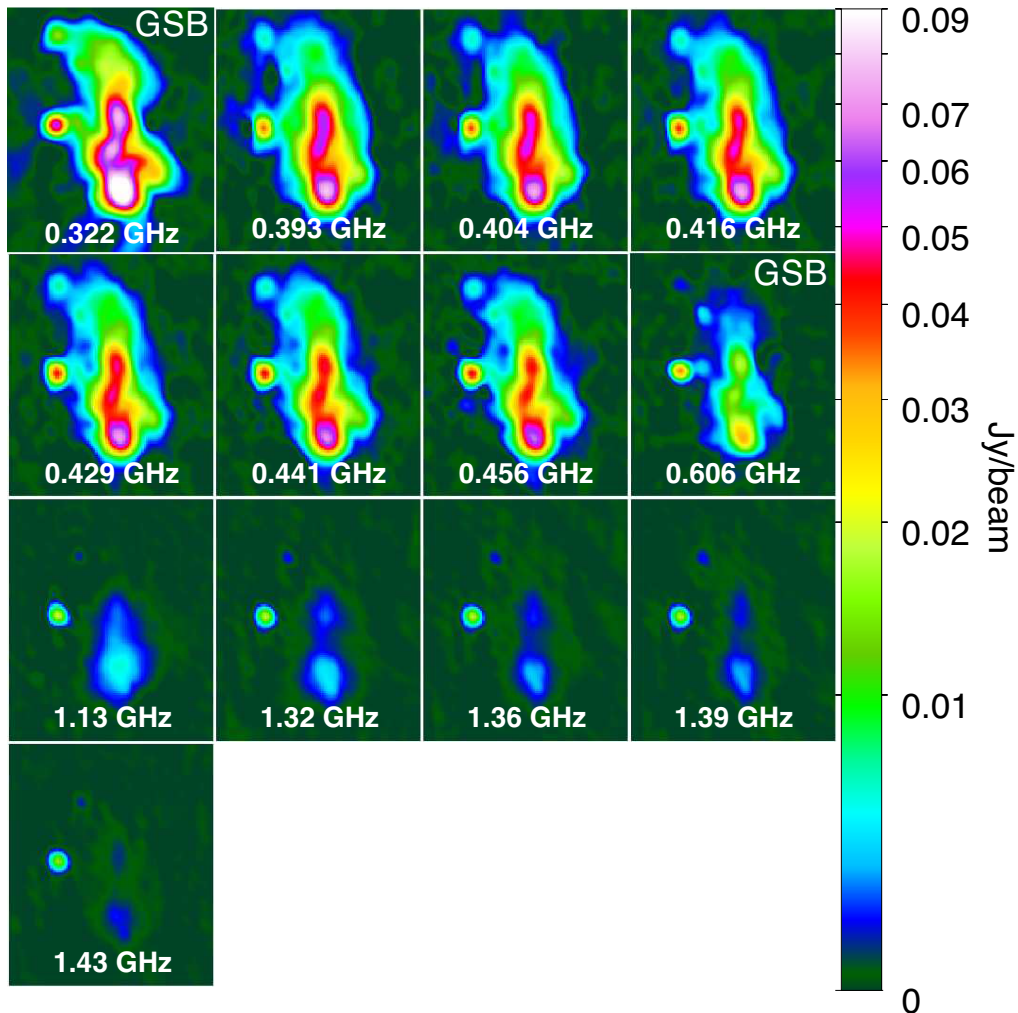 GSB
0.322 GHz
0.393 GHz
0.404 GHz
0.416 GHz
GSB
0.429 GHz
0.441 GHz
0.456 GHz
0.606 GHz
1.13 GHz
1.32 GHz
1.36 GHz
1.39 GHz
1.43 GHz
0.09
0.07
0.06
0.05
0.04
0.03
0.02
0.01
0
Jy/beam